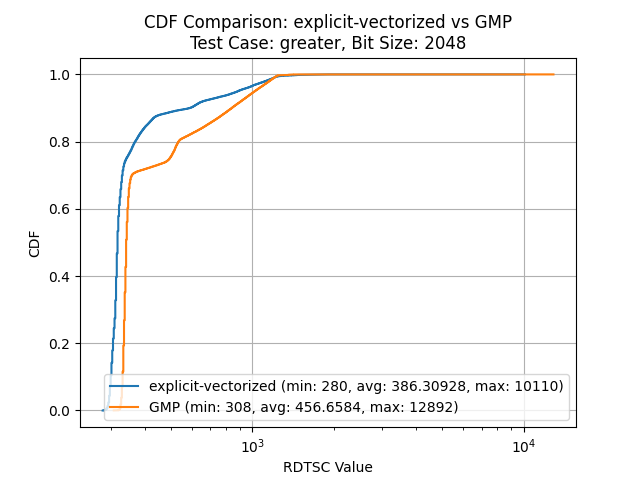 CDF Comparison: explicit-vectorized vs GMP
Test Case: greater, Bit Size: 2048
1.0
0.8
0.6
0.4
0.2
0.0
CDF
explicit-vectorized (min: 280, avg: 386.30928, max: 10110)
GMP (min: 308, avg: 456.6584, max: 12892)
10³
10⁴
RDTSC Value